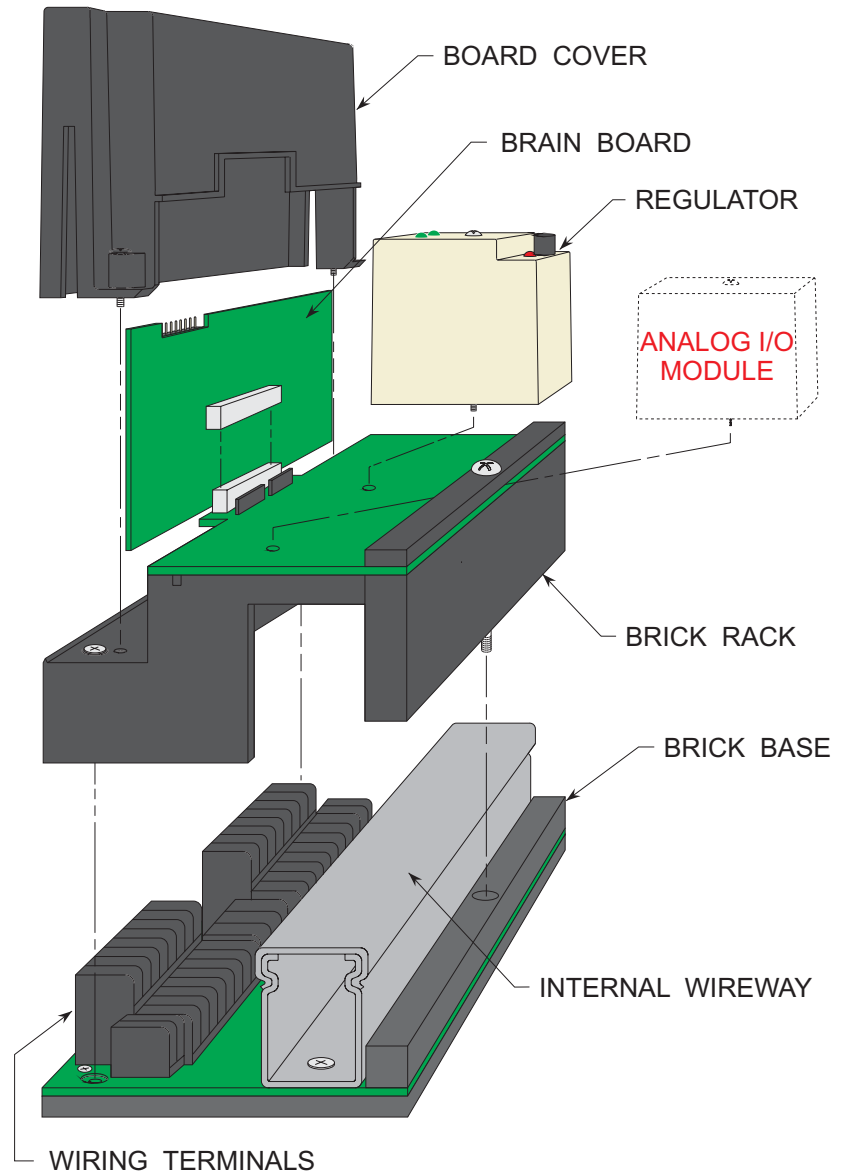 BOARD COVER
BRAIN BOARD
REGULATOR
ANALOG I/O
MODULE
BRICK RACK
BRICK BASE
INTERNAL WIREWAY
WIRING TERMINALS